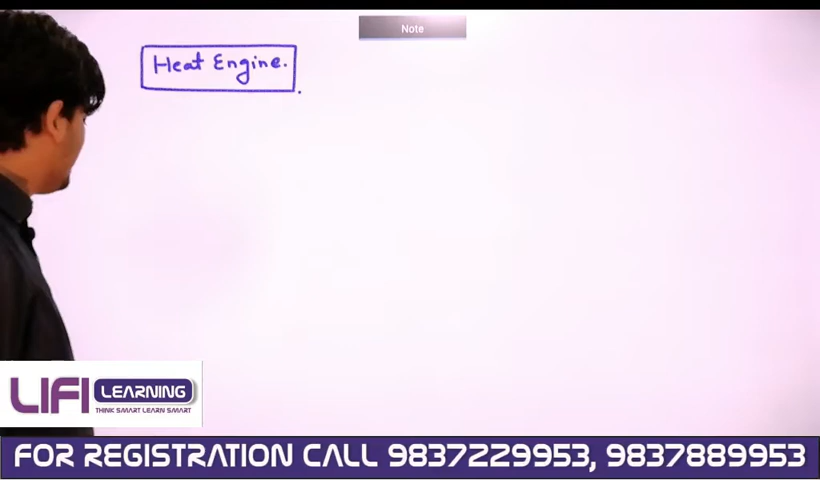 Note
Heat Engine.
LIFI LEARNING
THINK SMART LEARN SMART
FOR REGISTRATION CALL 9837229953, 9837889953